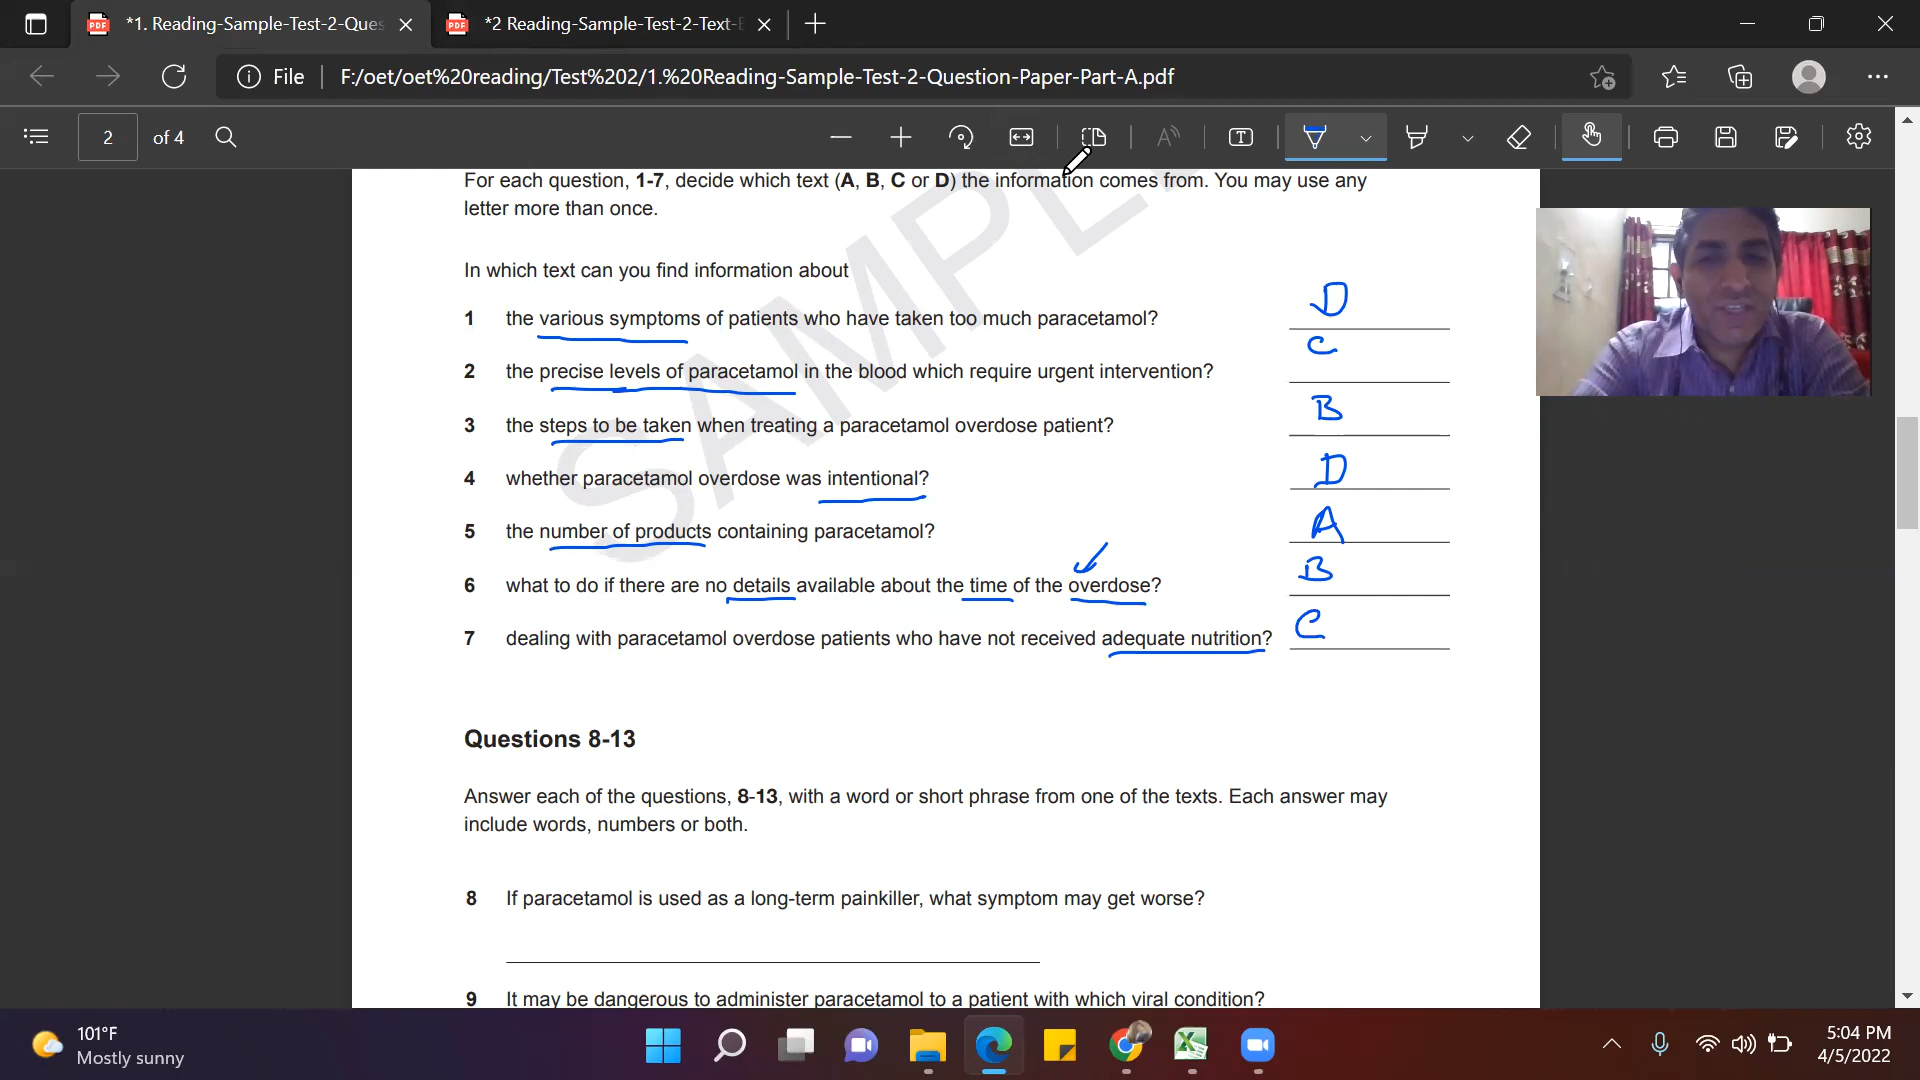 *1. Reading-Sample-Test-2-Ques
*2 Reading-Sample-Test-2-Text-B
File
F:/oet/oet%20reading/Test%202/1.%20Reading-Sample-Test-2-Question-Paper-Part-A.pdf
2 of 4
SAMPLE
For each question, 1-7, decide which text (A, B, C or D) the information comes from. You may use any
letter more than once.
In which text can you find information about
1 the various symptoms of patients who have taken too much paracetamol? D
2 the precise levels of paracetamol in the blood which require urgent intervention? C
3 the steps to be taken when treating a paracetamol overdose patient? B
4 whether paracetamol overdose was intentional? D
5 the number of products containing paracetamol? A
6 what to do if there are no details available about the time of the overdose? B
7 dealing with paracetamol overdose patients who have not received adequate nutrition? C
Questions 8-13
Answer each of the questions, 8-13, with a word or short phrase from one of the texts. Each answer may
include words, numbers or both.
8 If paracetamol is used as a long-term painkiller, what symptom may get worse?
9 It may be dangerous to administer paracetamol to a patient with which viral condition?
101°F
Mostly sunny
5:04 PM
4/5/2022